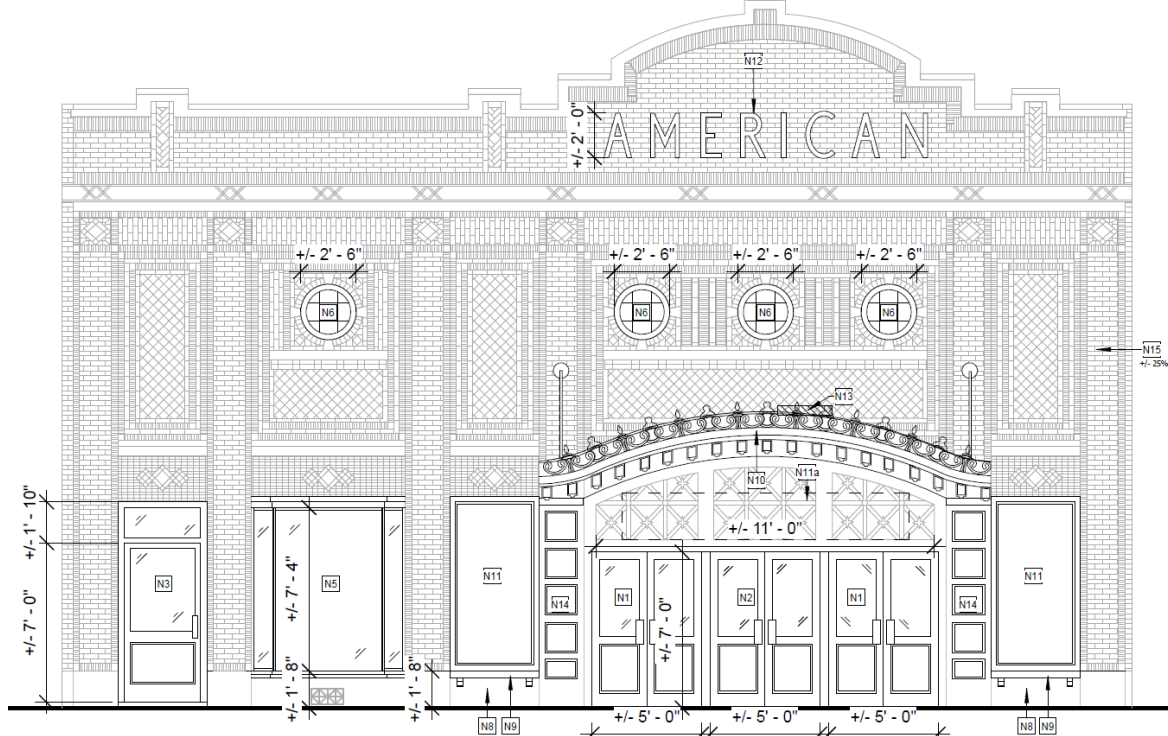 N12
+/- 2' - 0"
AMERICAN
+/- 2' - 6"
+/- 2' - 6"
+/- 2' - 6"
+/- 2' - 6"
N6
N6
N6
N6
N15
+/- 25%
N13
N10
N11a
+/- 11' - 0"
+/- 1' - 10"
+/- 7' - 0"
N3
+/- 7' - 4"
N5
N11
N14
N1
+/- 7' - 0"
N2
N1
N14
N11
+/- 1' - 8"
+/- 1' - 8"
N8
N9
+/- 5' - 0"
+/- 5' - 0"
+/- 5' - 0"
N8
N9